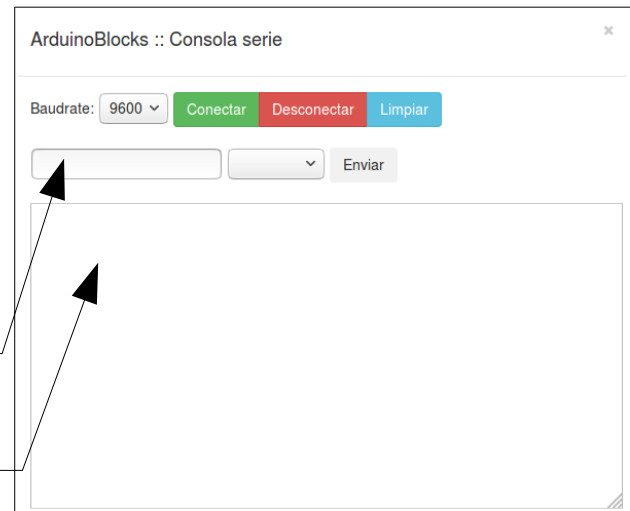 ArduinoBlocks :: Consola serie ×
Baudrate: 9600 Conectar Desconectar Limpiar
Enviar